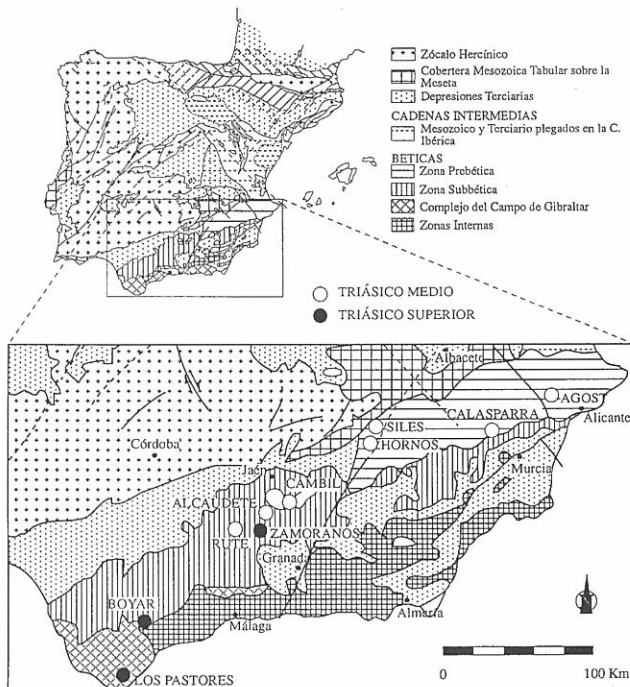 Zócalo Hercínico
Cobertera Mesozoica Tabular sobre la
Meseta
Depresiones Terciarias
CADENAS INTERMEDIAS
Mesozoico y Terciario plegados en la C.
Ibérica
BETICAS
Zona Prebética
Zona Subbética
Complejo del Campo de Gibraltar
Zonas Internas
TRIÁSICO MEDIO
TRIÁSICO SUPERIOR
Albacete
AGOST
Alicante
SILES
CALASPARRA
HORNOS
Córdoba
Murcia
Jaén
CAMBIL
ALCAUDETE
ZAMORANOS
RUTE
Granada
BOYAR
Málaga
Almería
LOS PASTORES
0 100 Km